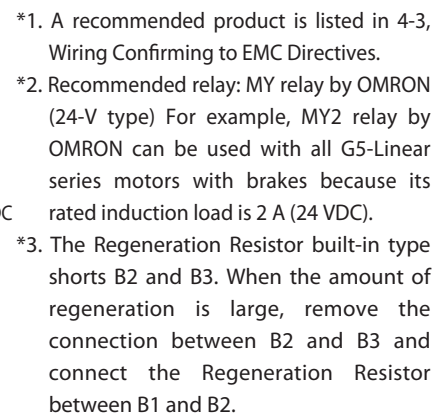 *1. A recommended product is listed in 4-3,
Wiring Confirming to EMC Directives.
*2. Recommended relay: MY relay by OMRON
(24-V type) For example, MY2 relay by
OMRON can be used with all G5-Linear
series motors with brakes because its
rated induction load is 2 A (24 VDC).
*3. The Regeneration Resistor built-in type
shorts B2 and B3. When the amount of
regeneration is large, remove the
connection between B2 and B3 and
connect the Regeneration Resistor
between B1 and B2.